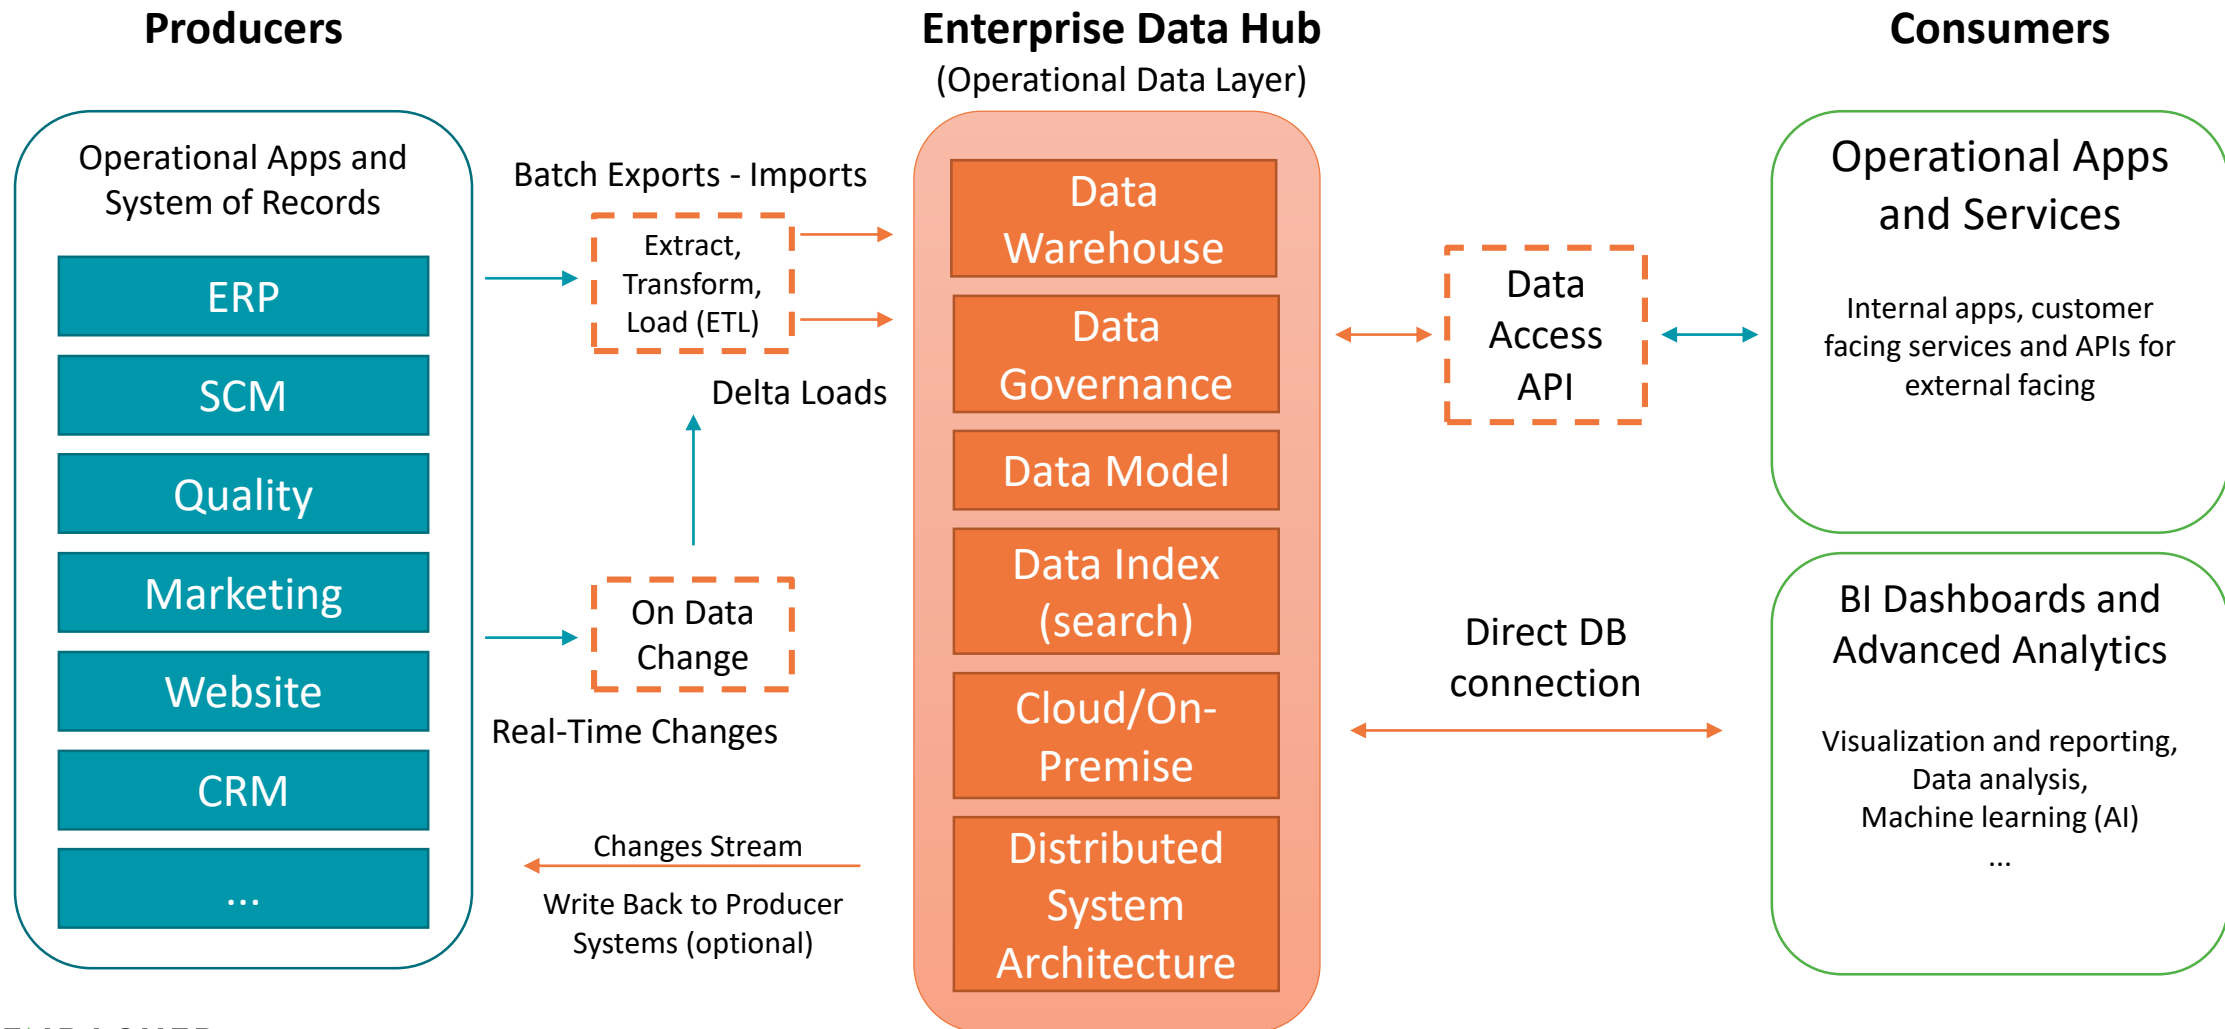 Producers
Enterprise Data Hub
(Operational Data Layer)
Consumers
Operational Apps and
System of Records
ERP
SCM
Quality
Marketing
Website
CRM
...
Batch Exports - Imports
Extract,
Transform,
Load (ETL)
Delta Loads
On Data
Change
Real-Time Changes
Changes Stream
Write Back to Producer
Systems (optional)
Data
Warehouse
Data
Governance
Data Model
Data Index
(search)
Cloud/On-
Premise
Distributed
System
Architecture
Data
Access
API
Direct DB
connection
Operational Apps
and Services
Internal apps, customer
facing services and APIs for
external facing
BI Dashboards and
Advanced Analytics
Visualization and reporting,
Data analysis,
Machine learning (AI)
...